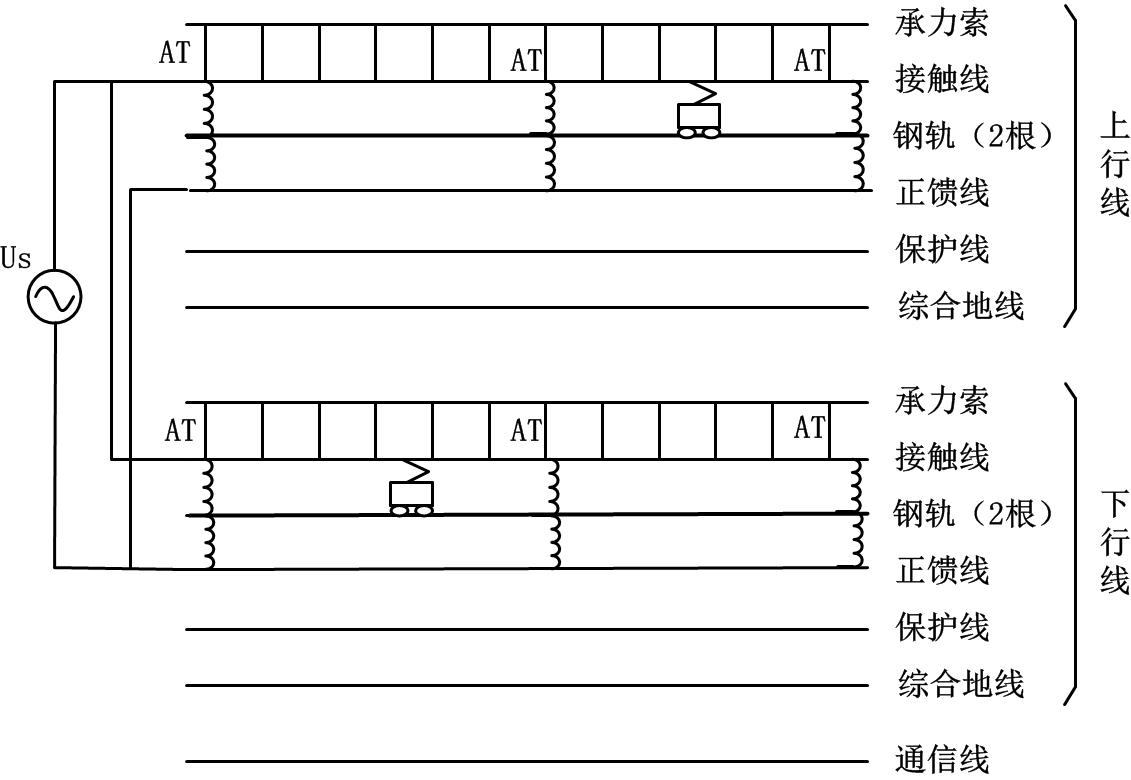 承力索
AT
AT
AT
接触线
钢轨（2根）
正馈线
保护线
综合地线
上行线
Us
承力索
AT
AT
AT
接触线
钢轨（2根）
正馈线
保护线
综合地线
下行线
通信线